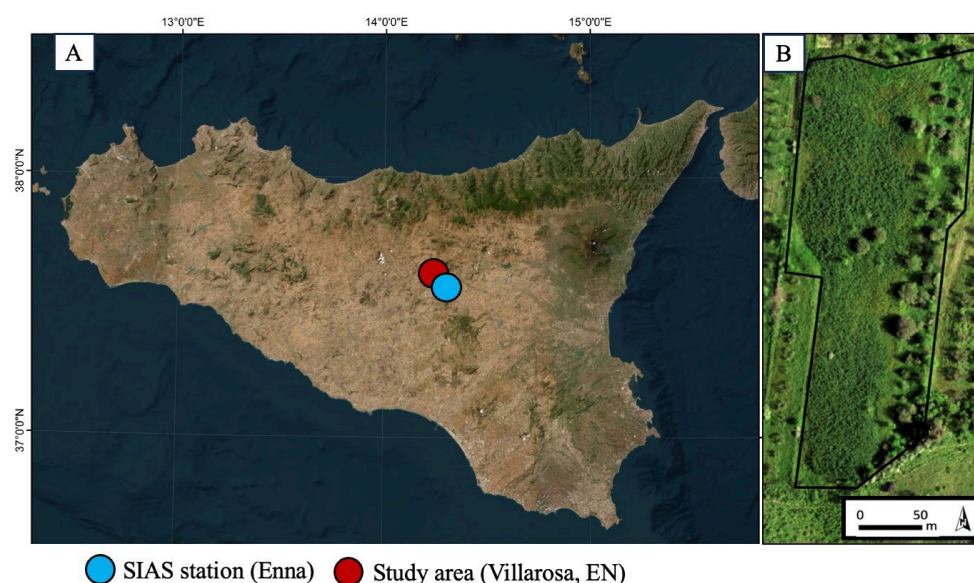 13°0'0"E
14°0'0"E
15°0'0"E
A
B
38°0'0"N
37°0'0"N
0 50
m
N
SIAS station (Enna)
Study area (Villarosa, EN)